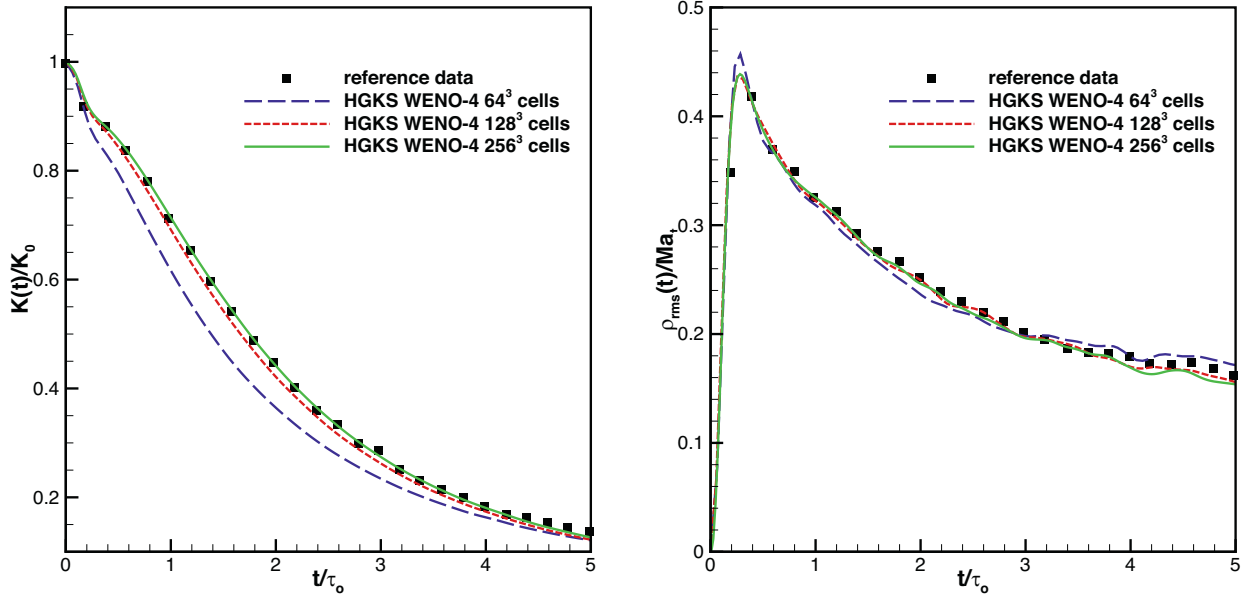 1
0.8
0.6
0.4
0.2
0
1
2
3
4
5
K(t)/K₀
t/τₒ
reference data
HGKS WENO-4 64³ cells
HGKS WENO-4 128³ cells
HGKS WENO-4 256³ cells
0.5
0.4
0.3
0.2
0.1
0
0
1
2
3
4
5
ρrms(t)/Maₜ
t/τₒ
reference data
HGKS WENO-4 64³ cells
HGKS WENO-4 128³ cells
HGKS WENO-4 256³ cells